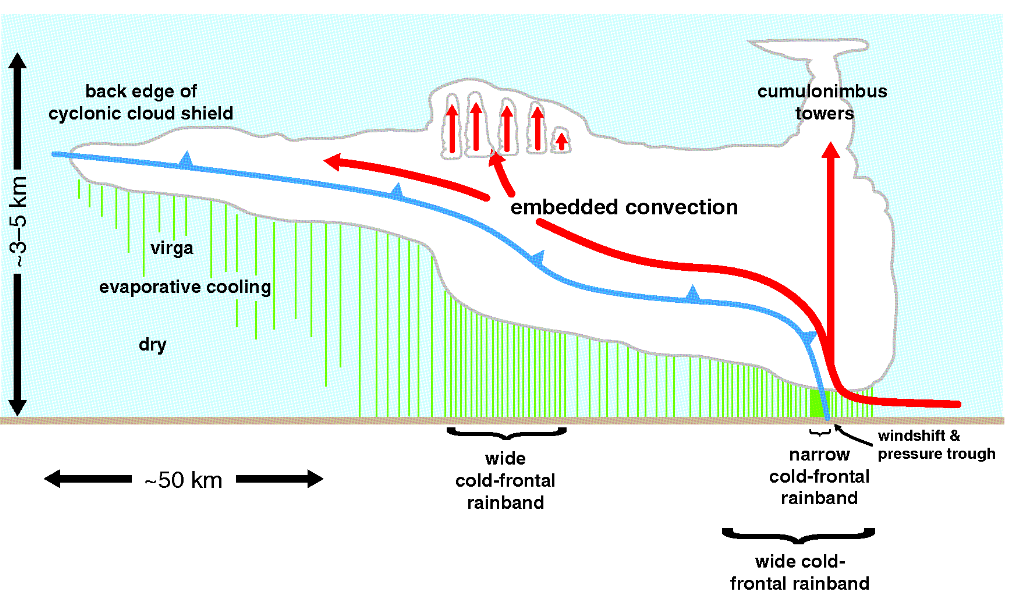 back edge of
cyclonic cloud shield
cumulonimbus
towers
~3–5 km
embedded convection
virga
evaporative cooling
dry
windshift &
pressure trough
~50 km
wide
cold-frontal
rainband
narrow
cold-frontal
rainband
wide cold-
frontal rainband